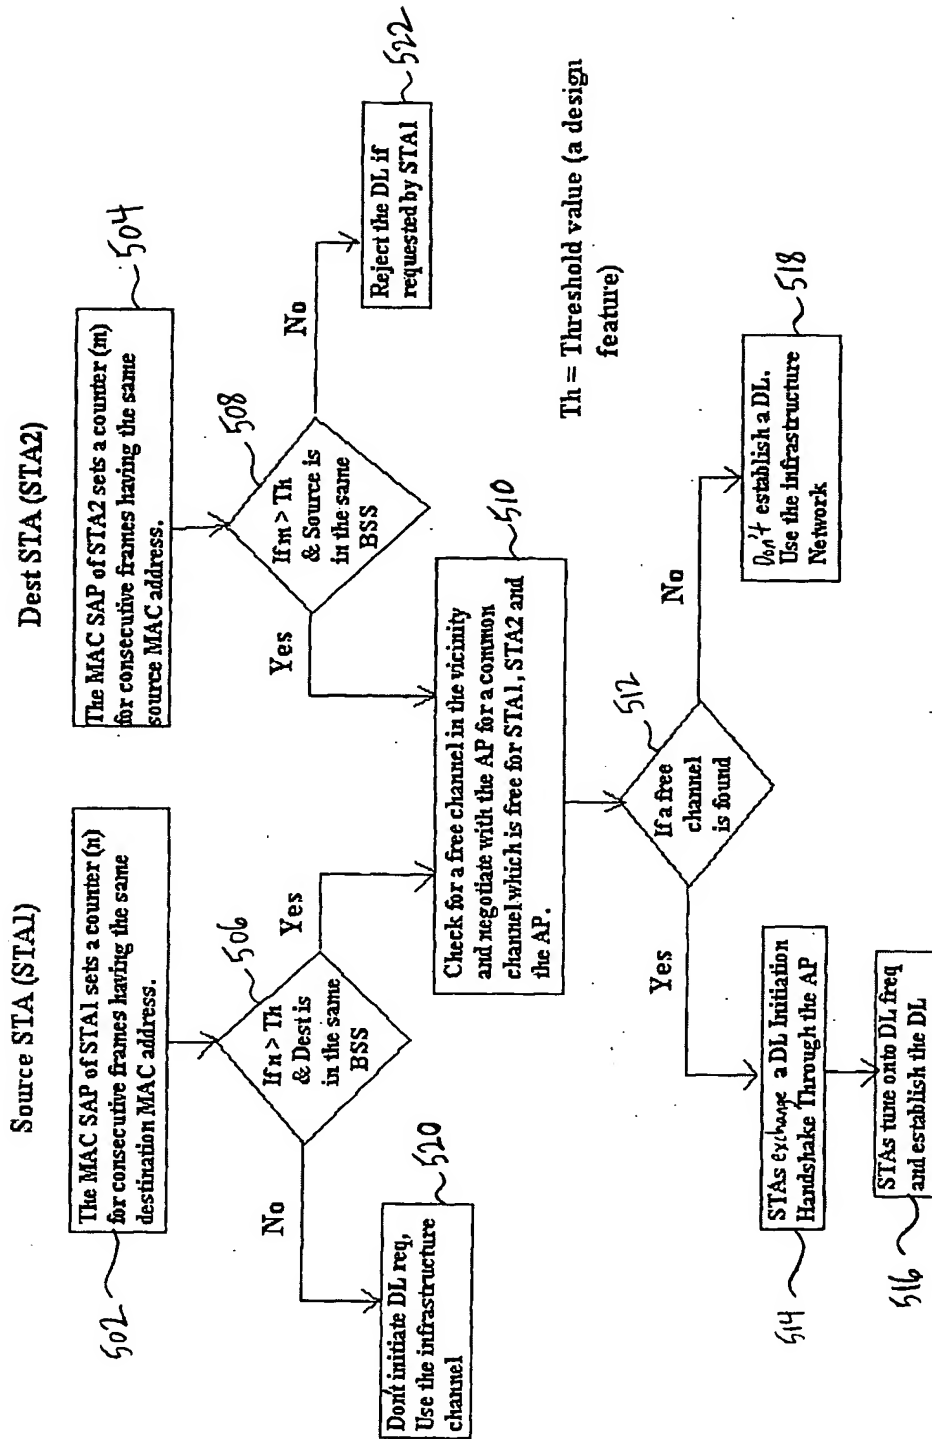 Source STA (STA1)
Dest STA (STA2)
The MAC SAP of STA1 sets a counter (n)
for consecutive frames having the same
destination MAC address.
502
The MAC SAP of STA2 sets a counter (m)
for consecutive frames having the same
source MAC address.
504
If n > Th
& Dest is
in the same
BSS
506
If m > Th
& Source is
in the same
BSS
508
No
Yes
Yes
No
Don't initiate DL req,
Use the infrastructure
channel
520
Reject the DL if
requested by STA1
522
Check for a free channel in the vicinity
and negotiate with the AP for a common
channel which is free for STA1, STA2 and
the AP.
510
Th = Threshold value (a design
feature)
If a free
channel
is found
512
Yes
No
STAs exchange a DL Initiation
Handshake Through the AP
514
Don't establish a DL.
Use the infrastructure
Network
518
STAs tune onto DL freq
and establish the DL
516